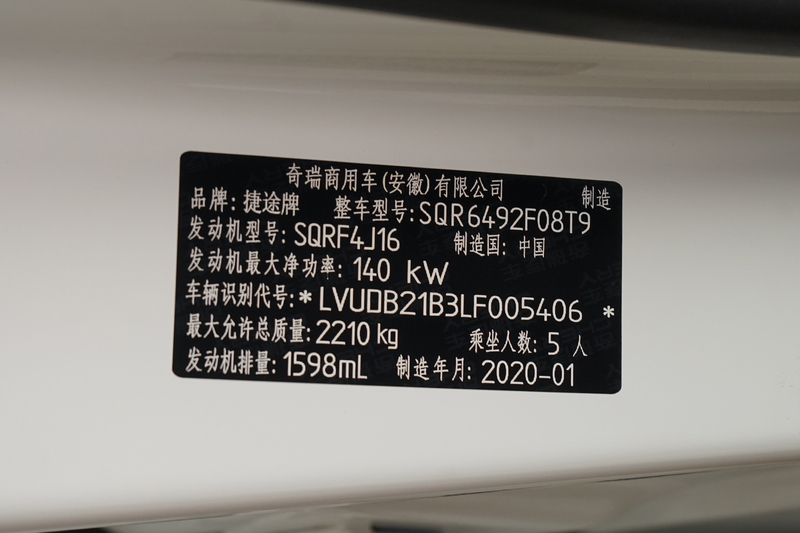 奇瑞商用车(安徽)有限公司 制造
品牌: 捷途牌 整车型号: SQR6492F08T9
发动机型号: SQRF4J16 制造国: 中国
发动机最大净功率: 140 kW
车辆识别代号: *LVUDB21B3LF005406 *
最大允许总质量: 2210 kg 乘坐人数: 5 人
发动机排量: 1598mL 制造年月: 2020-01